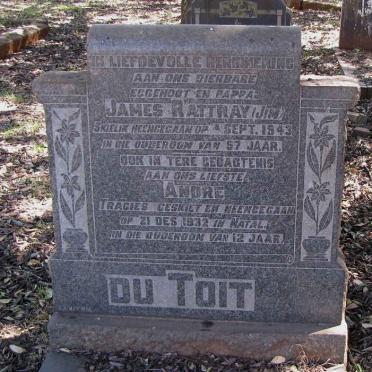 IN LIEFDEVOLLE HERINNERING
AAN ONS DIERBARE
EGGENOOT EN PAPPA
JAMES RATTRAY (JIM)
SKIELIK HEENGEGAAN OP 4 SEPT. 1943
IN DIE OUDERDOM VAN 57 JAAR.
OOK IN TERE GEDAGTENIS
AAN ONS LIEFSTE
ANDRE
TRAGIES GESNEUWEL EN HEENGEGAAN
OP 21 DES 1932 IN NATAL.
IN DIE OUDERDOM VAN 12 JAAR.
DU TOIT